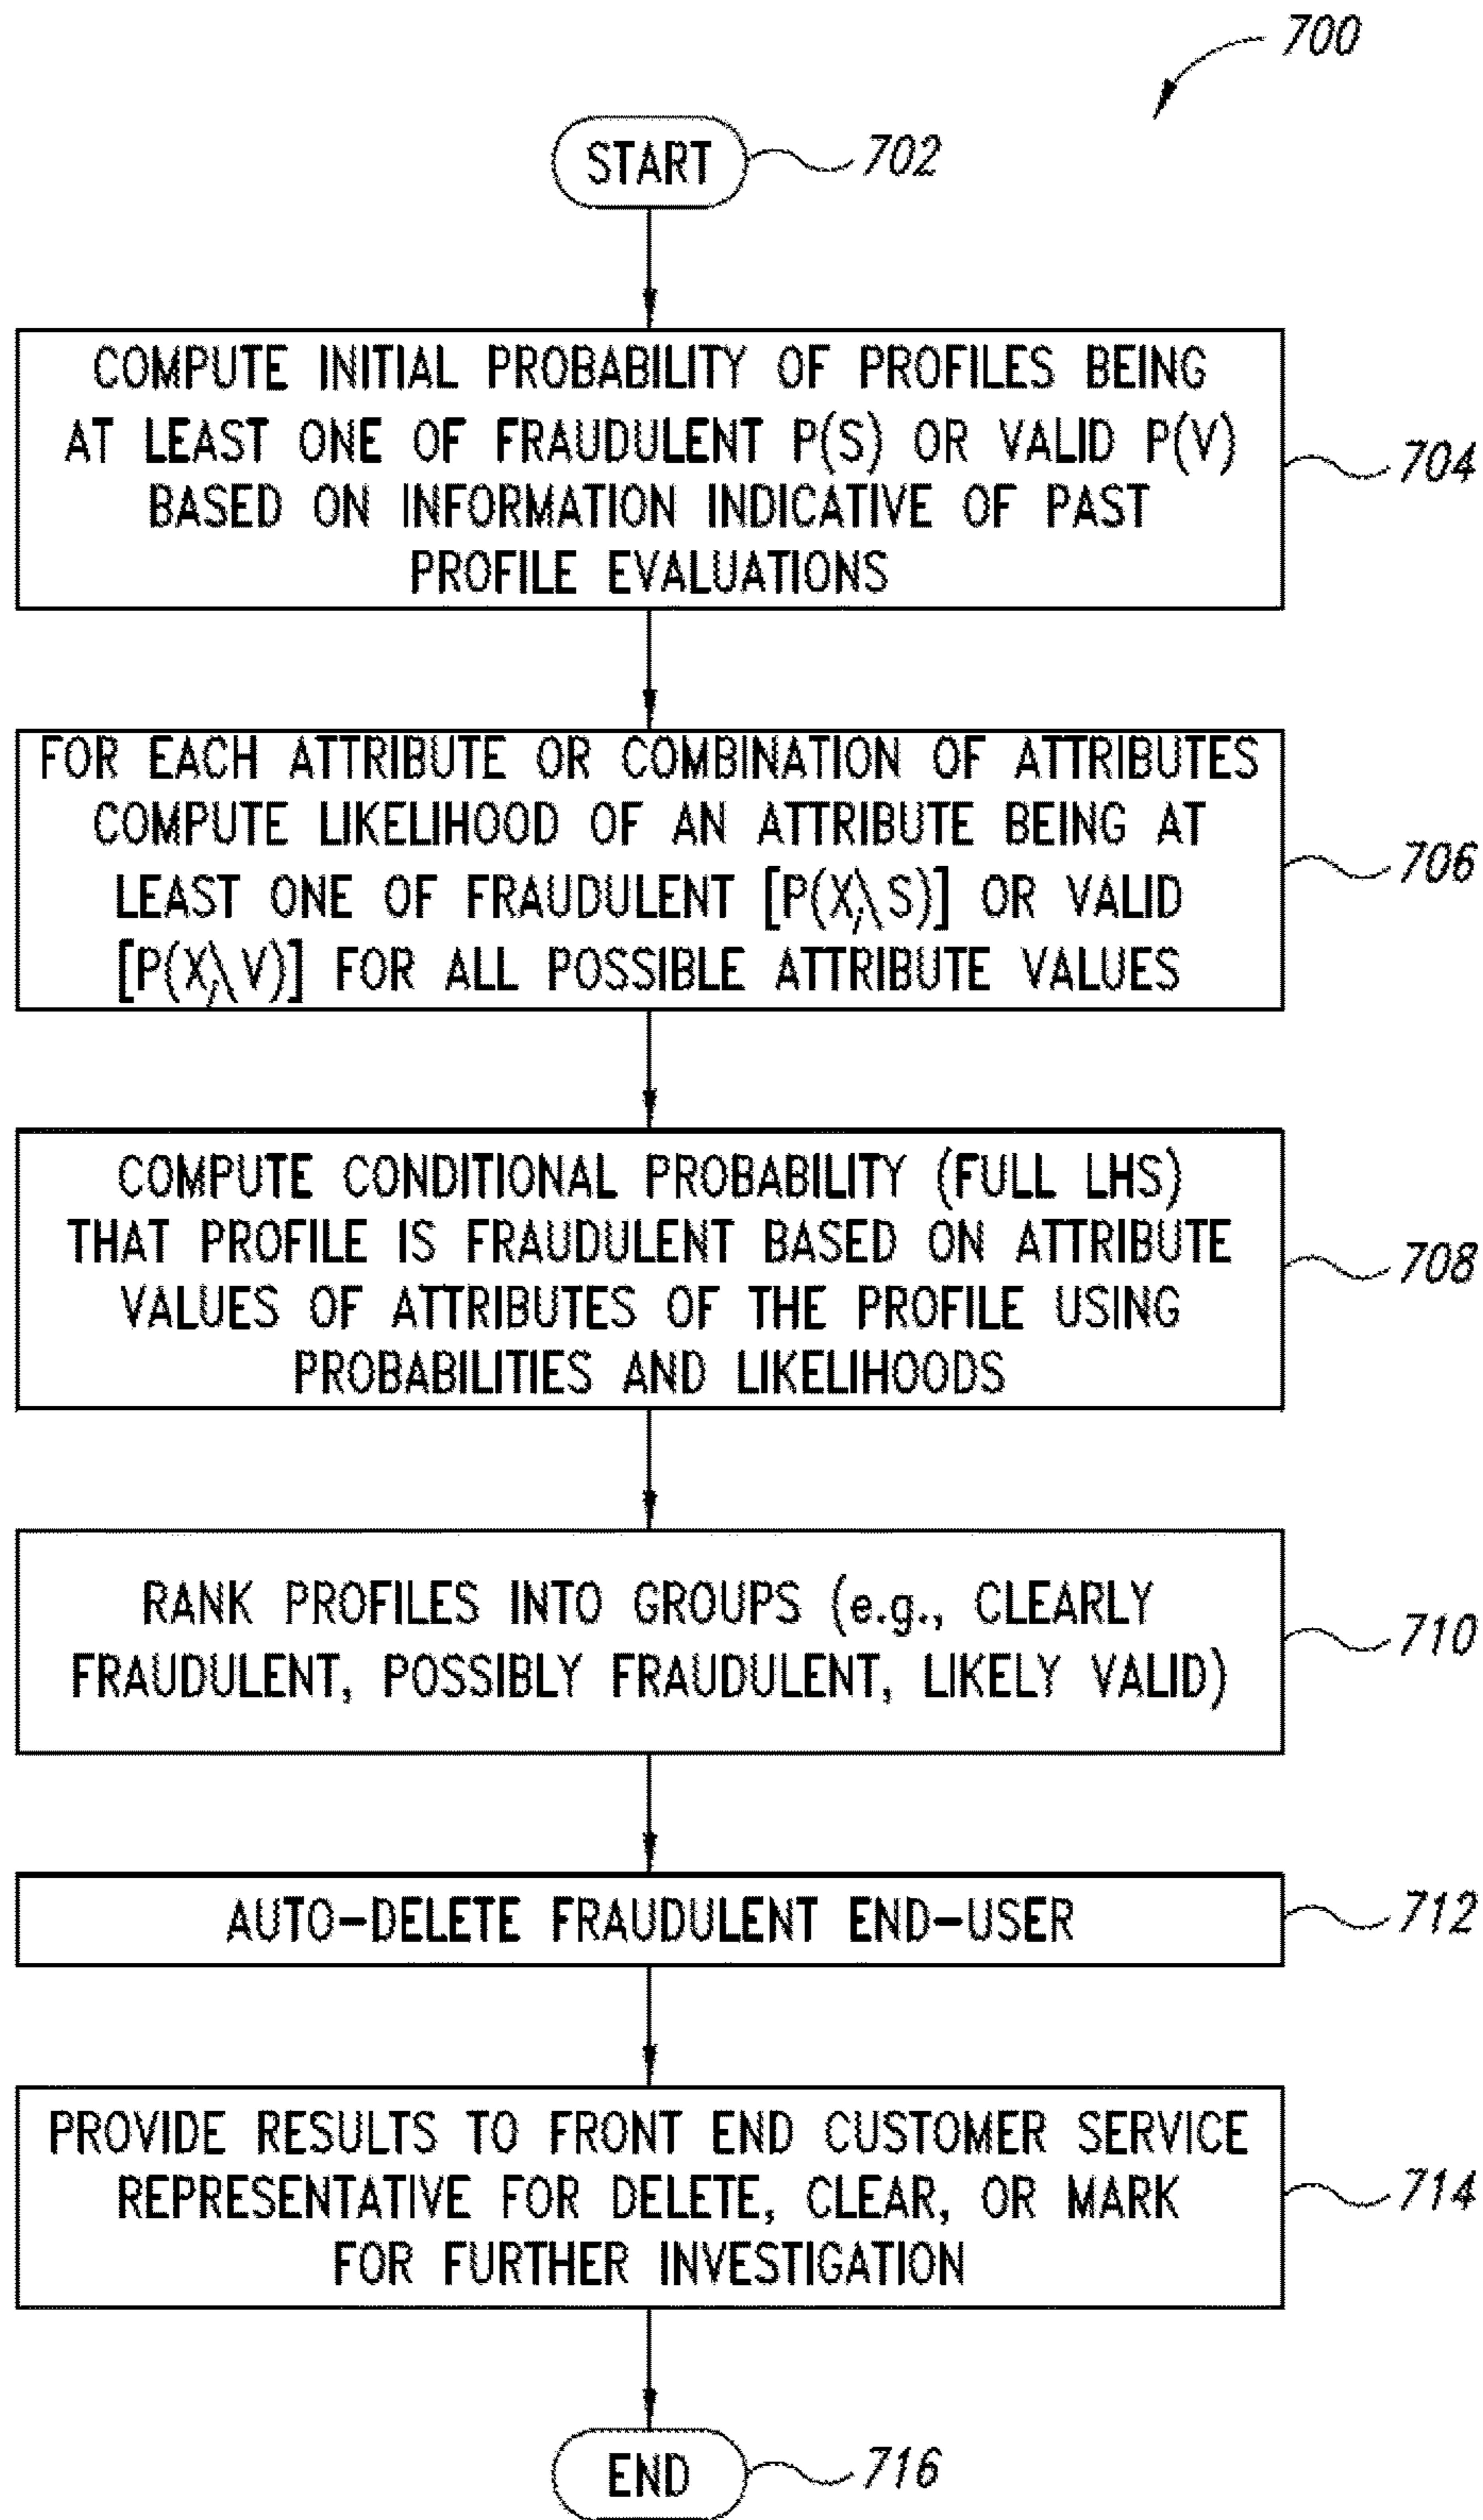 700
START 702
COMPUTE INITIAL PROBABILITY OF PROFILES BEING
AT LEAST ONE OF FRAUDULENT P(S) OR VALID P(V)
BASED ON INFORMATION INDICATIVE OF PAST
PROFILE EVALUATIONS
704
FOR EACH ATTRIBUTE OR COMBINATION OF ATTRIBUTES
COMPUTE LIKELIHOOD OF AN ATTRIBUTE BEING AT
LEAST ONE OF FRAUDULENT [P(X,\S)] OR VALID
[P(X,\V)] FOR ALL POSSIBLE ATTRIBUTE VALUES
706
COMPUTE CONDITIONAL PROBABILITY (FULL LHS)
THAT PROFILE IS FRAUDULENT BASED ON ATTRIBUTE
VALUES OF ATTRIBUTES OF THE PROFILE USING
PROBABILITIES AND LIKELIHOODS
708
RANK PROFILES INTO GROUPS (e.g., CLEARLY
FRAUDULENT, POSSIBLY FRAUDULENT, LIKELY VALID)
710
AUTO-DELETE FRAUDULENT END-USER
712
PROVIDE RESULTS TO FRONT END CUSTOMER SERVICE
REPRESENTATIVE FOR DELETE, CLEAR, OR MARK
FOR FURTHER INVESTIGATION
714
END 716